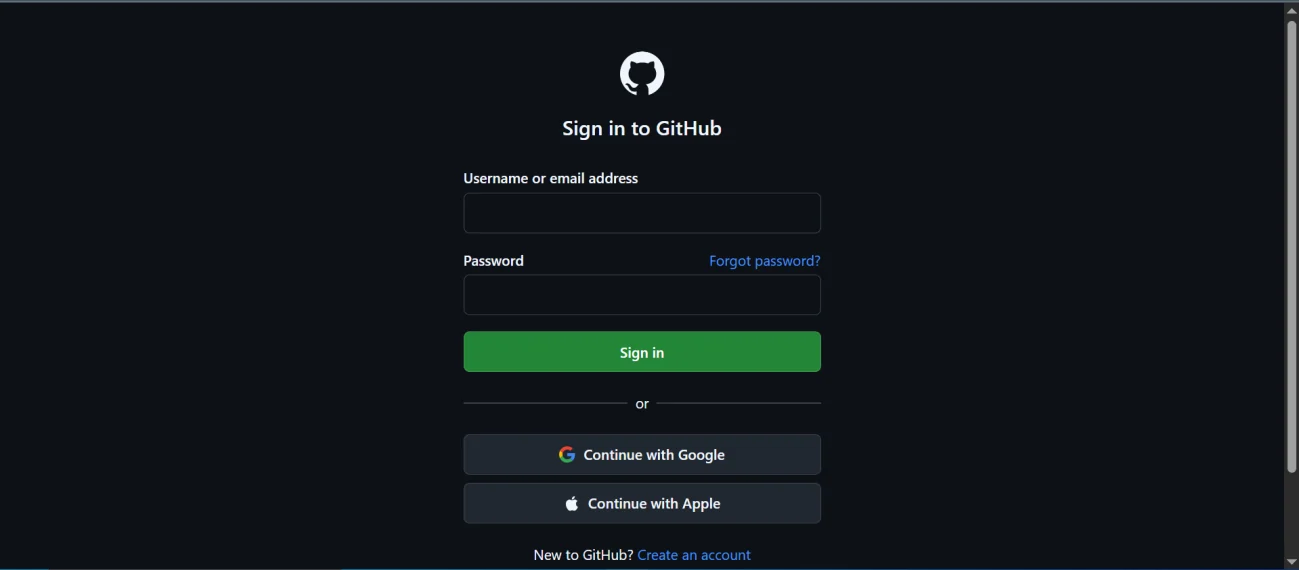 Sign in to GitHub
Username or email address
Password Forgot password?
Sign in
or
Continue with Google
Continue with Apple
New to GitHub? Create an account